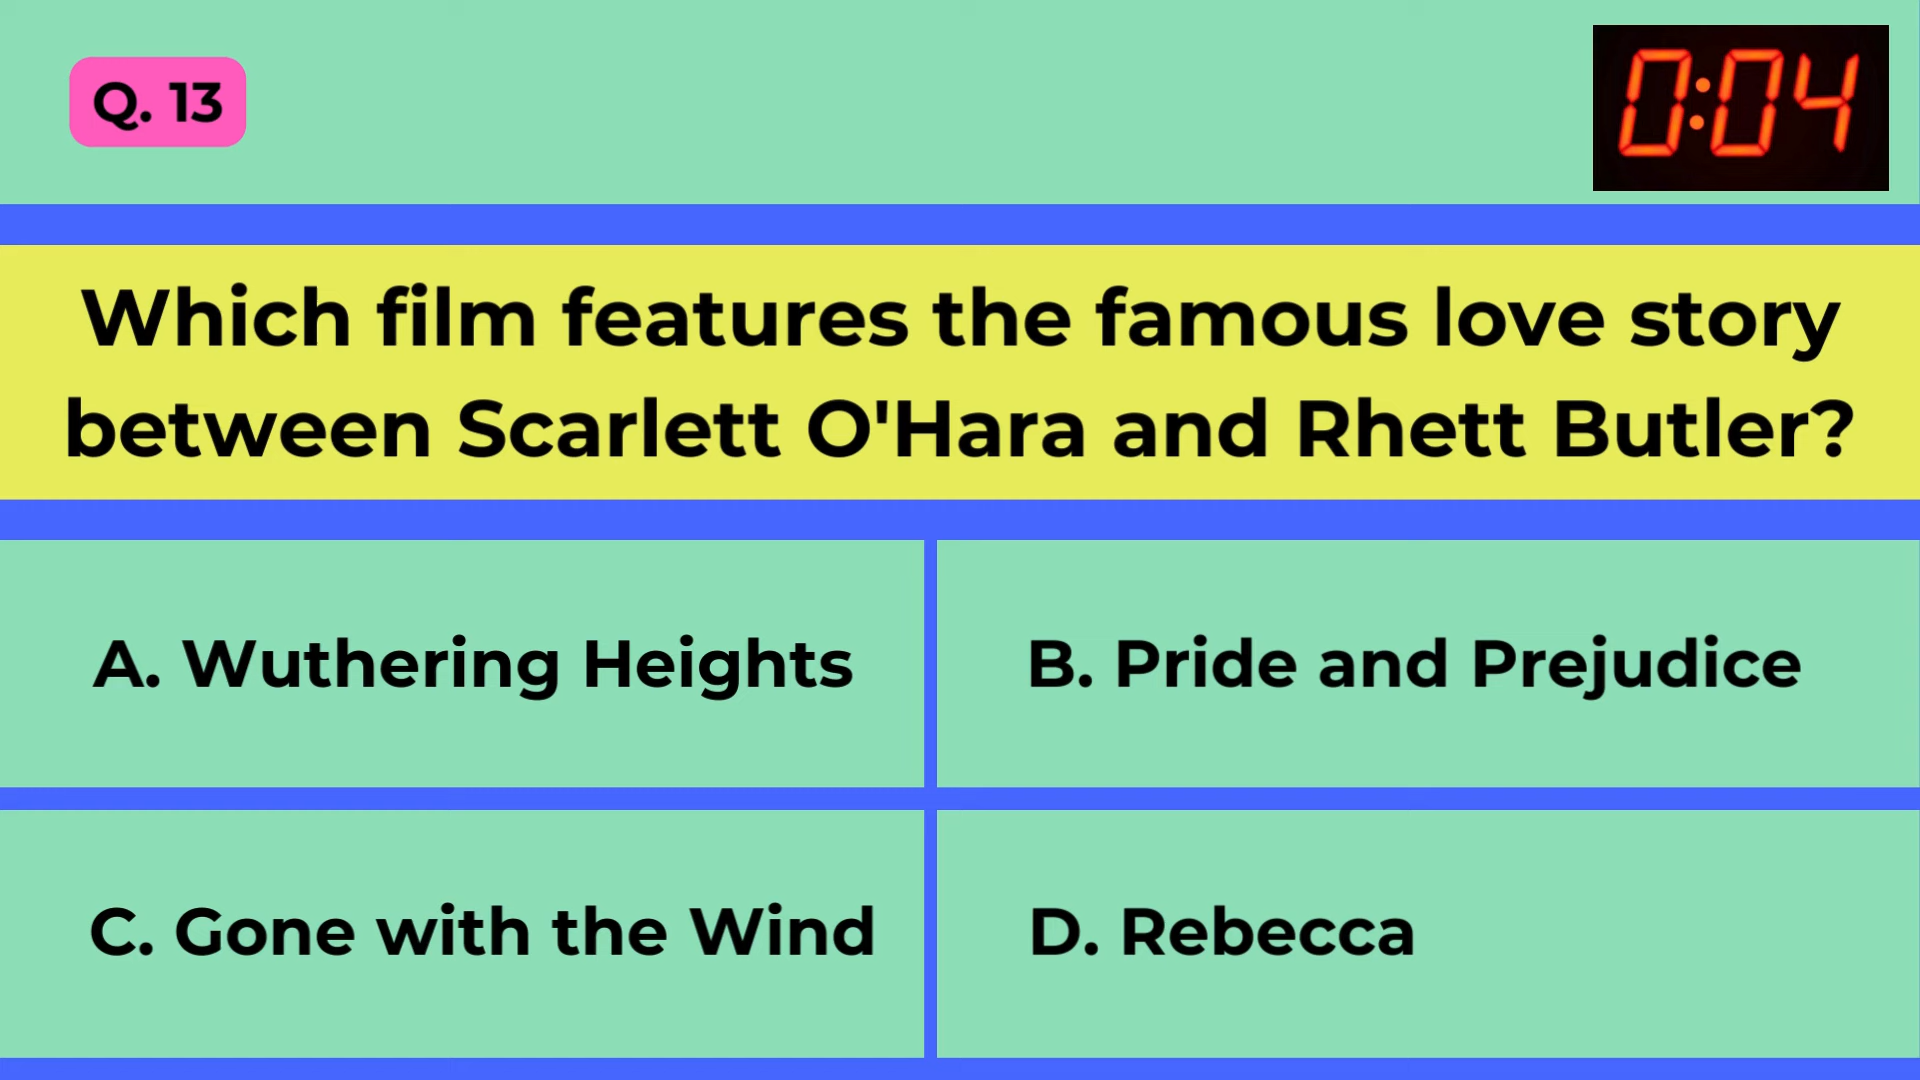 Q. 13
0:04
Which film features the famous love story
between Scarlett O'Hara and Rhett Butler?
A. Wuthering Heights
B. Pride and Prejudice
C. Gone with the Wind
D. Rebecca